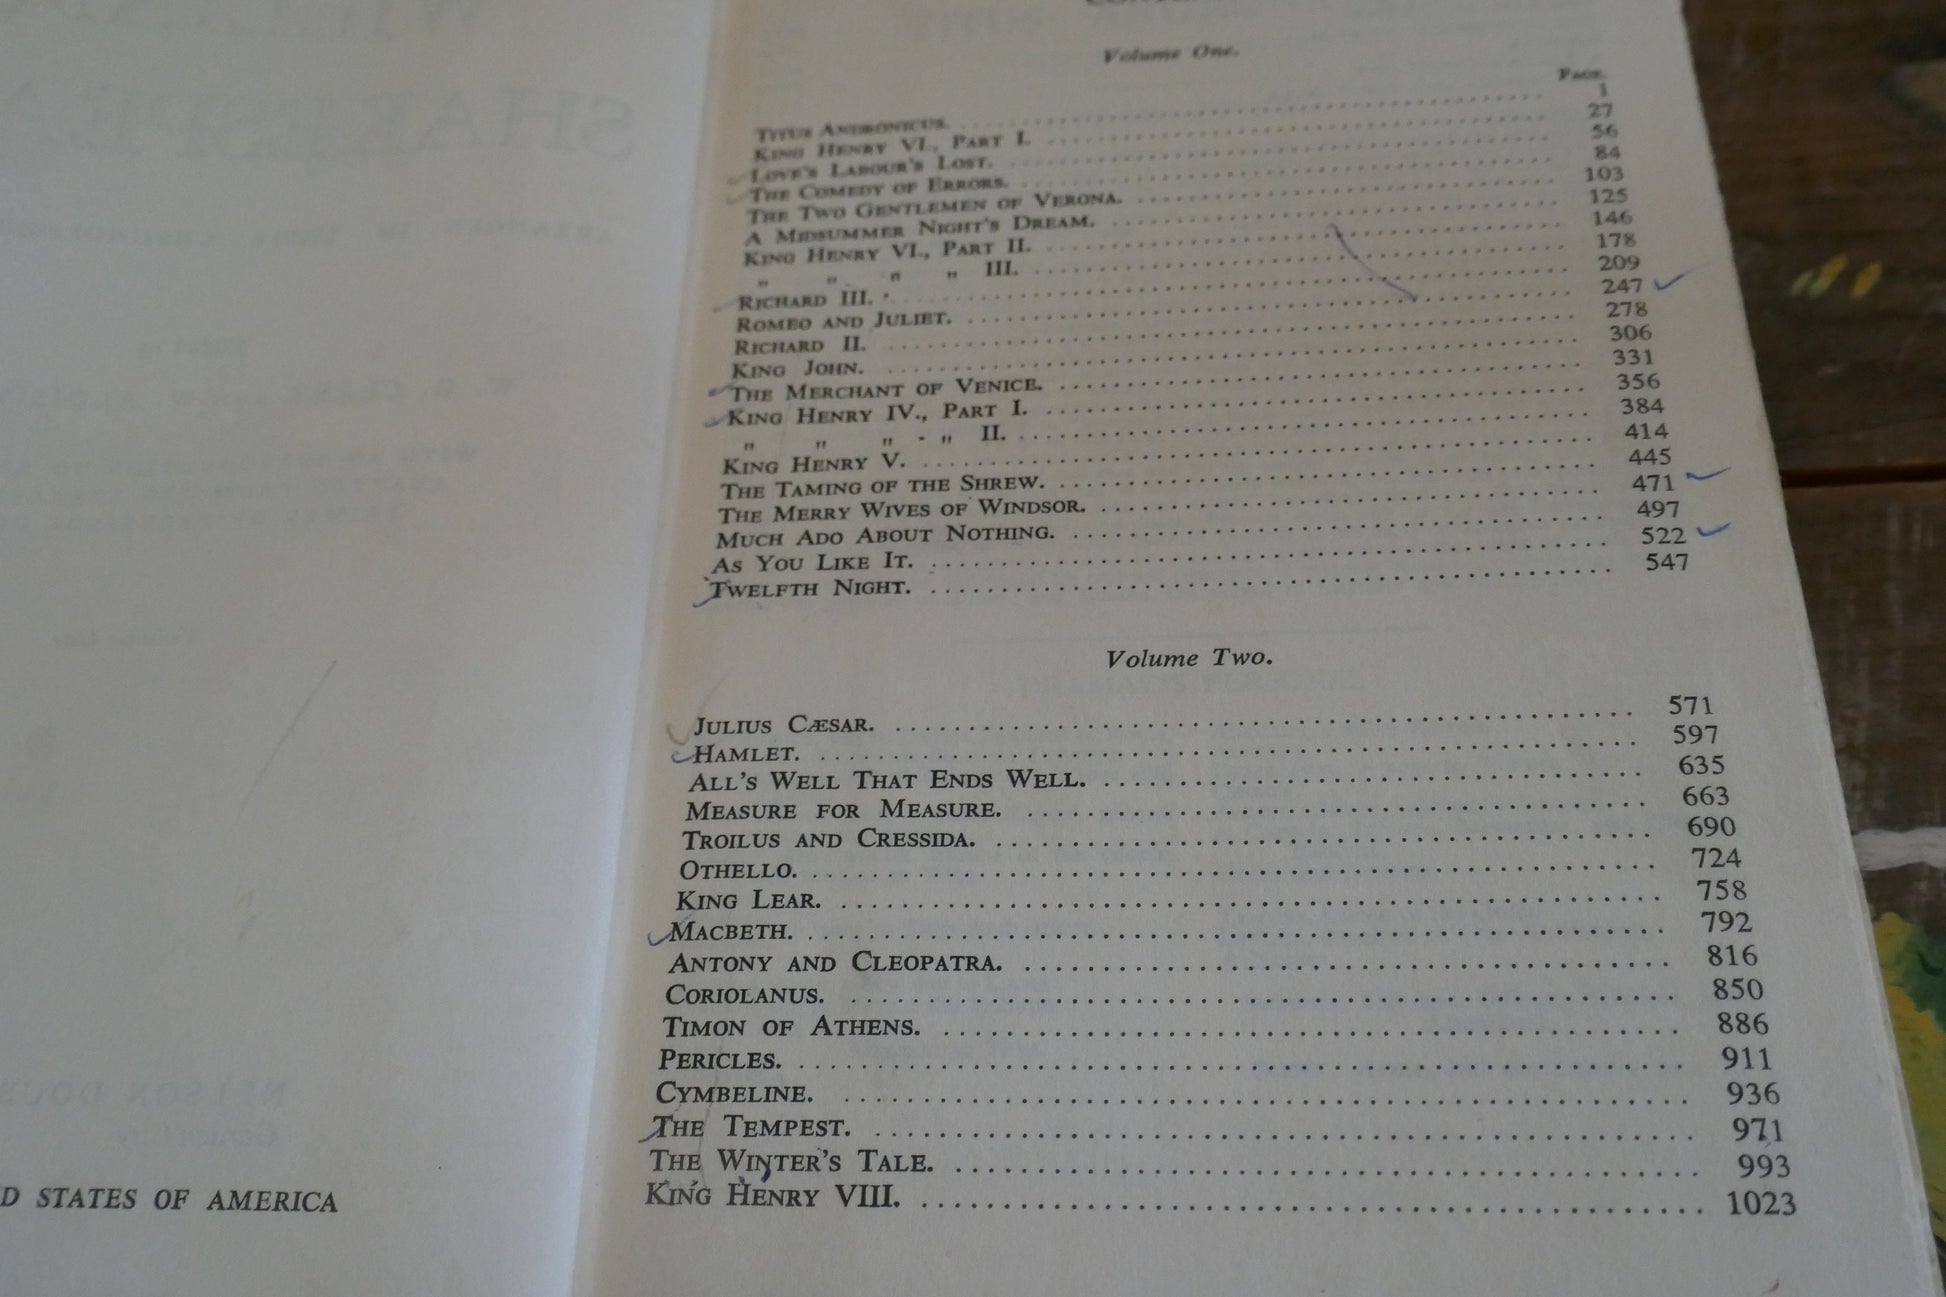 D STATES OF AMERICA
Volume One.
PAGE.
TITUS ANDRONICUS. 1
KING HENRY VI., PART I. 27
LOVE'S LABOUR'S LOST. 56
THE COMEDY OF ERRORS. 84
THE TWO GENTLEMEN OF VERONA. 103
A MIDSUMMER NIGHT'S DREAM. 125
KING HENRY VI., PART II. 146
" " " " III. 178
RICHARD III. 209
ROMEO AND JULIET. 247
RICHARD II. 278
KING JOHN. 306
THE MERCHANT OF VENICE. 331
KING HENRY IV., PART I. 356
" " " " II. 384
KING HENRY V. 414
THE TAMING OF THE SHREW. 445
THE MERRY WIVES OF WINDSOR. 471
MUCH ADO ABOUT NOTHING. 497
AS YOU LIKE IT. 522
TWELFTH NIGHT. 547
Volume Two.
JULIUS CÆSAR. 571
HAMLET. 597
ALL'S WELL THAT ENDS WELL. 635
MEASURE FOR MEASURE. 663
TROILUS AND CRESSIDA. 690
OTHELLO. 724
KING LEAR. 758
MACBETH. 792
ANTONY AND CLEOPATRA. 816
CORIOLANUS. 850
TIMON OF ATHENS. 886
PERICLES. 911
CYMBELINE. 936
THE TEMPEST. 971
THE WINTER'S TALE. 993
KING HENRY VIII. 1023